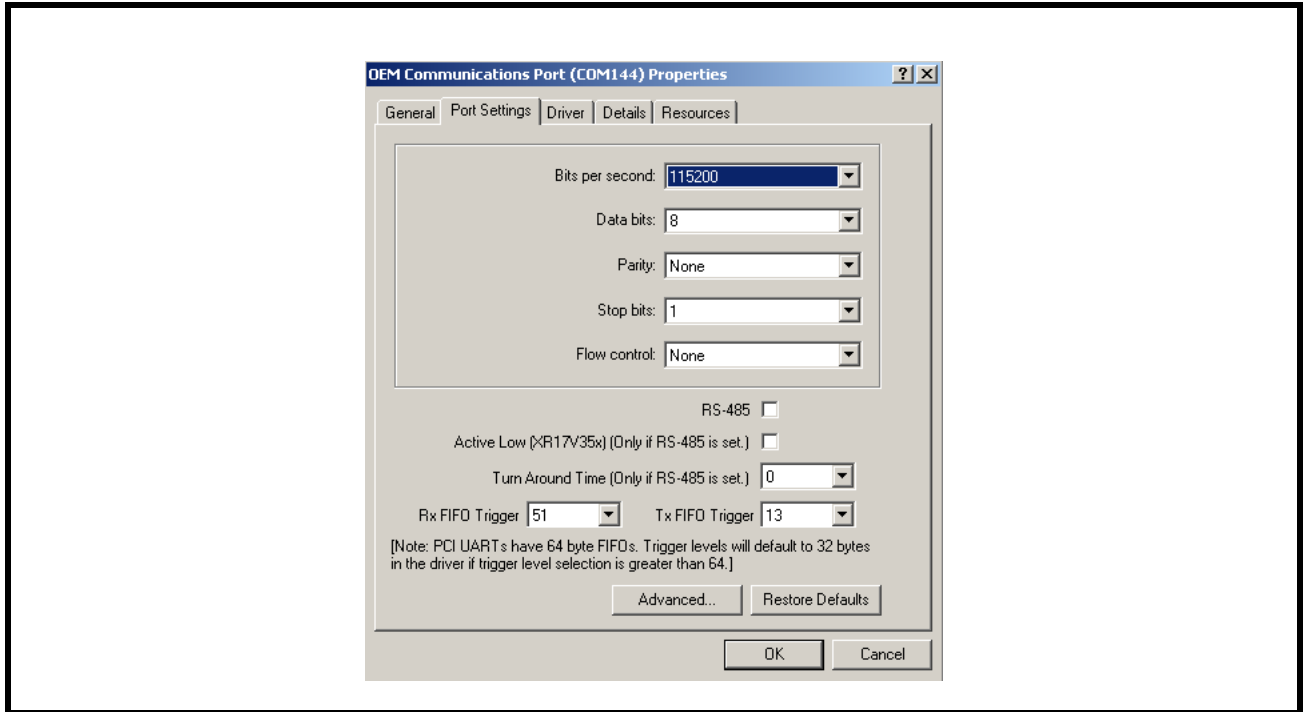 OEM Communications Port (COM144) Properties
General Port Settings Driver Details Resources
Bits per second: 115200
Data bits: 8
Parity: None
Stop bits: 1
Flow control: None
RS-485
Active Low (XR17V35x) (Only if RS-485 is set.)
Turn Around Time (Only if RS-485 is set.) 0
Rx FIFO Trigger 51 Tx FIFO Trigger 13
[Note: PCI UARTs have 64 byte FIFOs. Trigger levels will default to 32 bytes
in the driver if trigger level selection is greater than 64.]
Advanced... Restore Defaults
OK Cancel